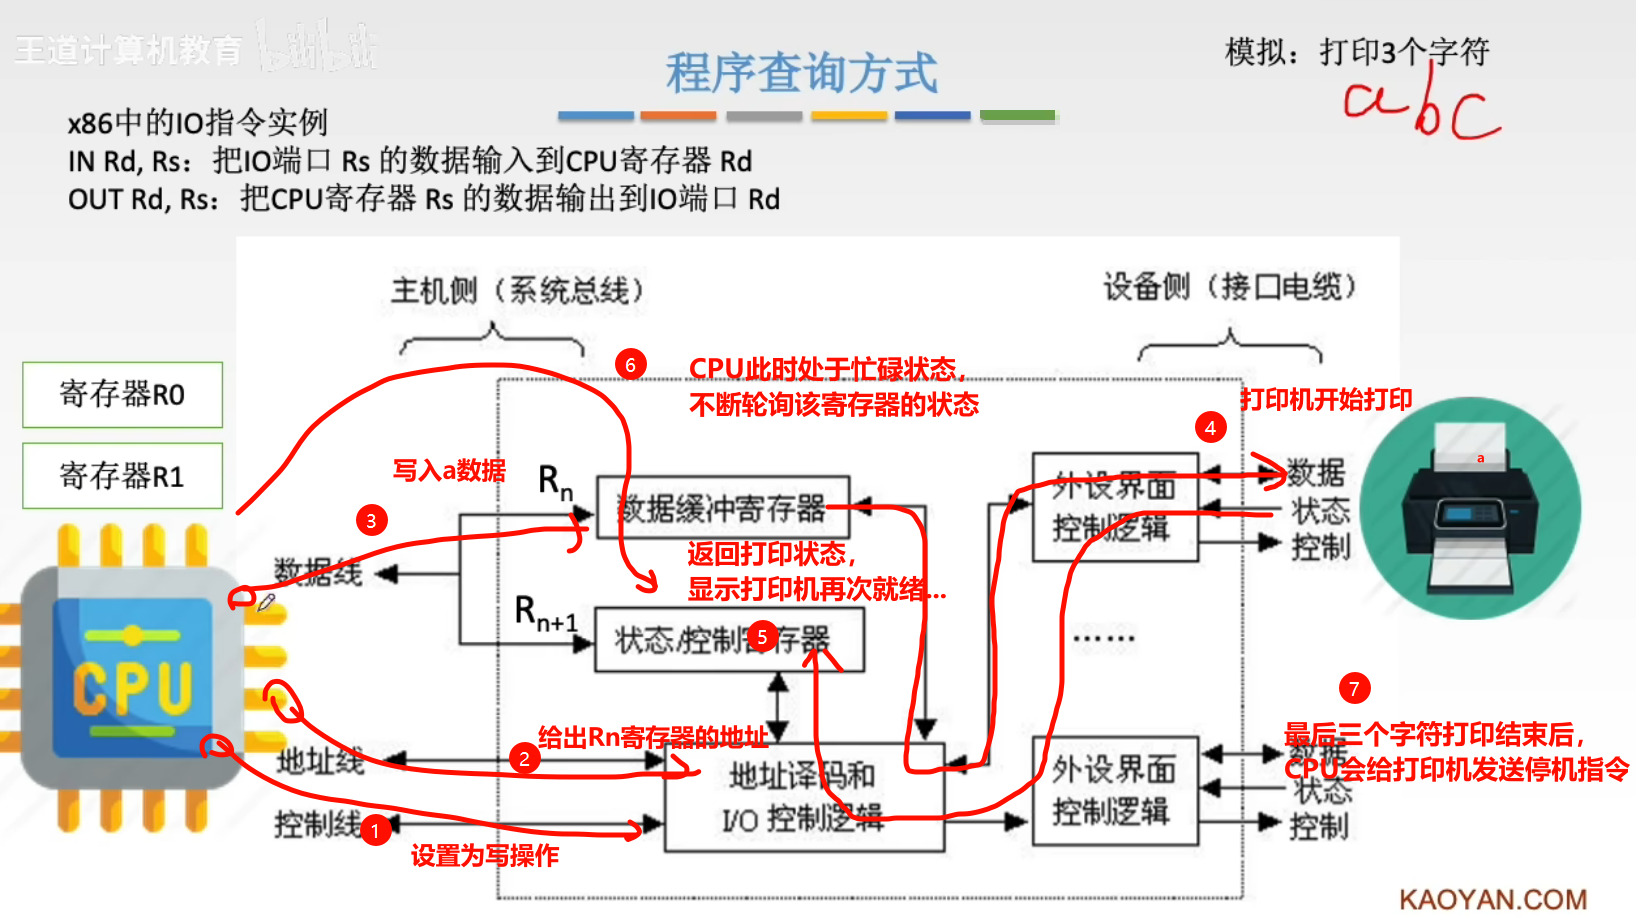 王道计算机教育 bilibili
程序查询方式
模拟：打印3个字符
abc
x86中的IO指令实例
IN Rd, Rs：把IO端口 Rs 的数据输入到CPU寄存器 Rd
OUT Rd, Rs：把CPU寄存器 Rs 的数据输出到IO端口 Rd
主机侧（系统总线）
设备侧（接口电缆）
6
CPU此时处于忙碌状态，
不断轮询该寄存器的状态
寄存器R0
寄存器R1
打印机开始打印
4
写入a数据
3
Rn
数据缓冲寄存器
外设界面
控制逻辑
数据
状态
控制
a
返回打印状态，
显示打印机再次就绪...
数据线
Rn+1
状态/控制寄存器
5
......
CPU
7
最后三个字符打印结束后，
CPU会给打印机发送停机指令
给出Rn寄存器的地址
2
地址线
地址译码和
I/O 控制逻辑
外设界面
控制逻辑
数据
状态
控制
控制线
1
设置为写操作
KAOYAN.COM